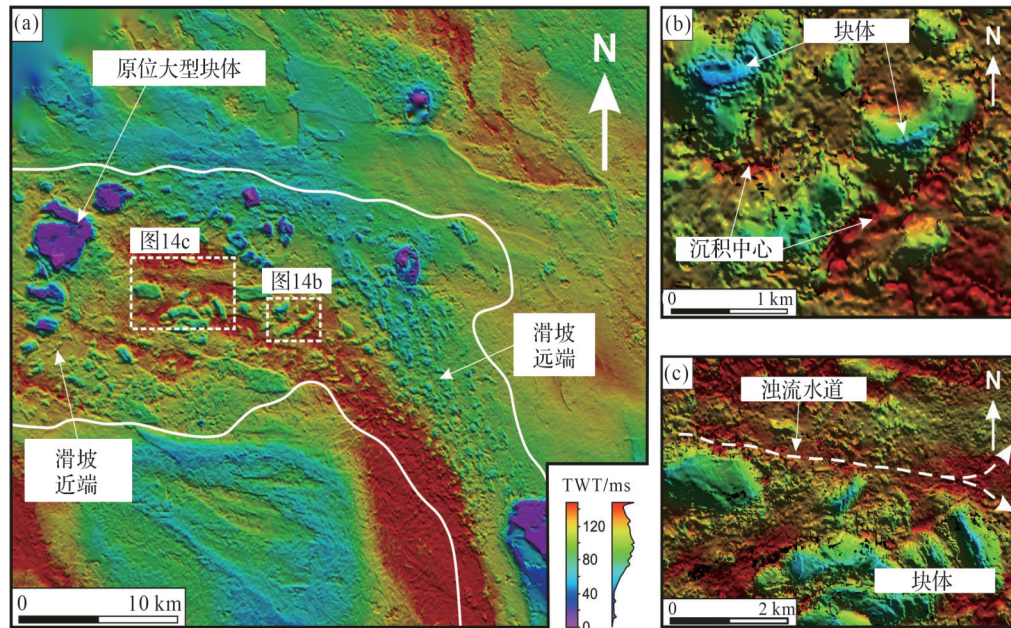 (a)
原位大型块体
N
图14c
图14b
滑坡
远端
滑坡
近端
0 10 km
TWT/ms
120
80
40
0
(b)
块体
N
沉积中心
0 1 km
(c)
浊流水道
N
块体
0 2 km